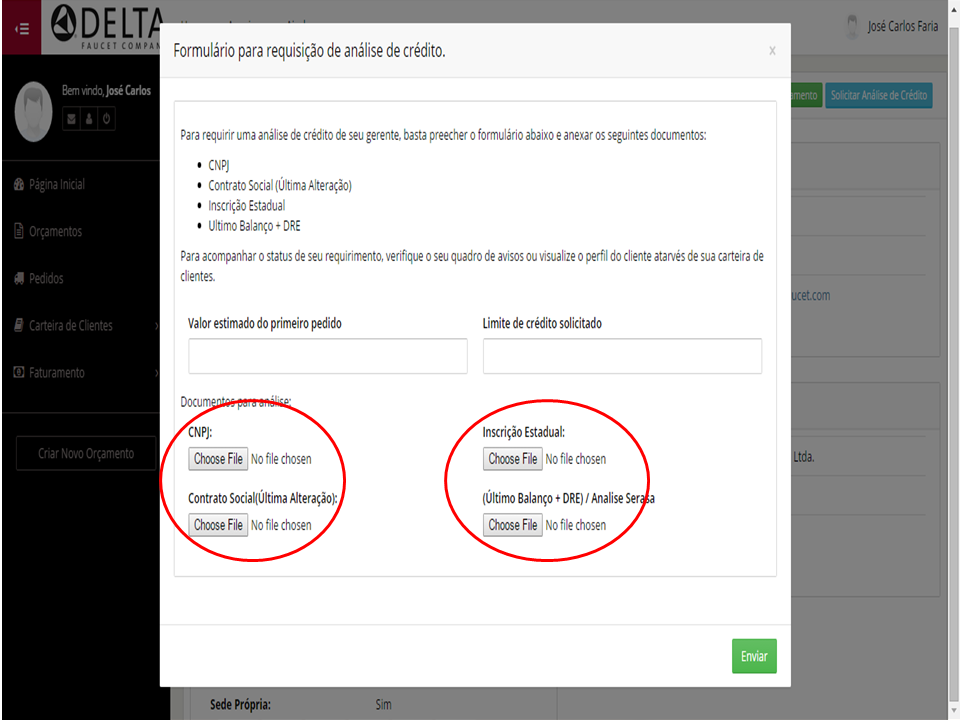 DELTA
FAUCET COMPAN
José Carlos Faria
Formulário para requisição de análise de crédito.
x
Bem vindo, José Carlos
amento
Solicitar Análise de Crédito
Para requirir uma análise de crédito de seu gerente, basta preecher o formulário abaixo e anexar os seguintes documentos:
CNPJ
Contrato Social (Última Alteração)
Inscrição Estadual
Ultimo Balanço + DRE
Página Inicial
Orçamentos
Pedidos
Carteira de Clientes
Faturamento
Criar Novo Orçamento
Para acompanhar o status de seu requirimento, verifique o seu quadro de avisos ou visualize o perfil do cliente atarvés de sua carteira de
clientes.
ucet.com
Valor estimado do primeiro pedido
Limite de crédito solicitado
Documentos para análise:
CNPJ:
Inscrição Estadual:
Choose File No file chosen
Choose File No file chosen
Ltda.
Contrato Social(Última Alteração):
(Último Balanço + DRE) / Analise Serasa
Choose File No file chosen
Choose File No file chosen
Enviar
Sede Própria: Sim